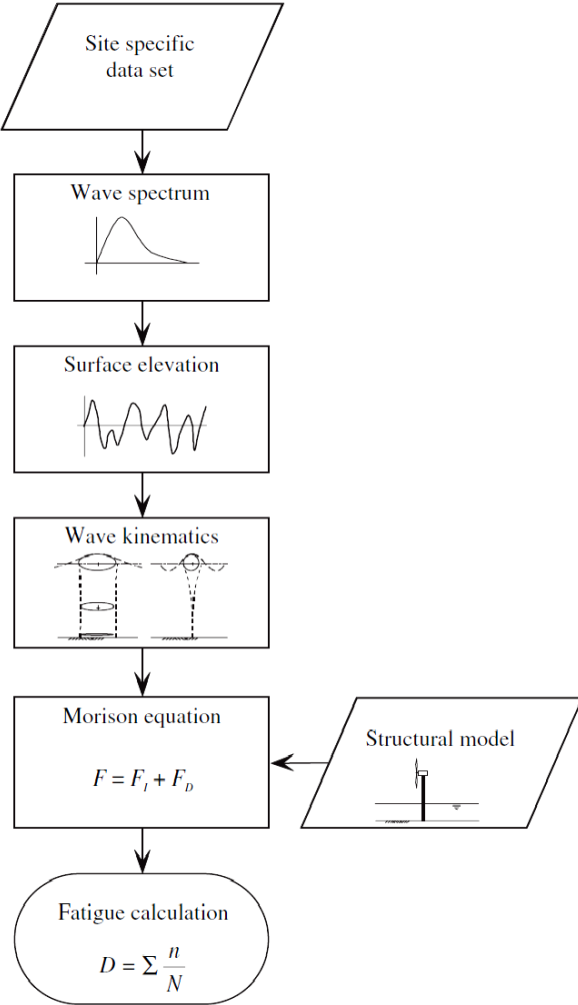 Site specific
data set
Wave spectrum
Surface elevation
Wave kinematics
Morison equation
F = F_I + F_D
Structural model
Fatigue calculation
D = Σ n/N